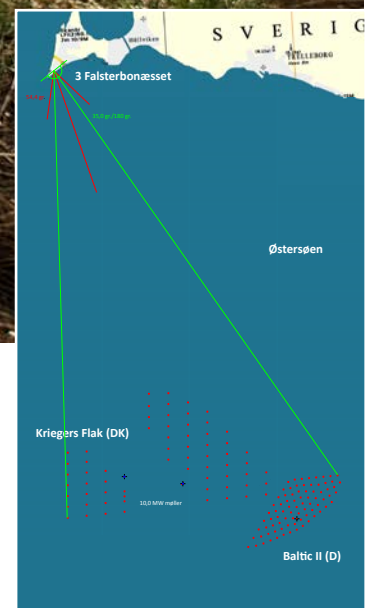 S V E R I G
TRELLEBORG
3 Falsterbonæsset
Østersøen
Kriegers Flak (DK)
10,0 MW møller
Baltic II (D)